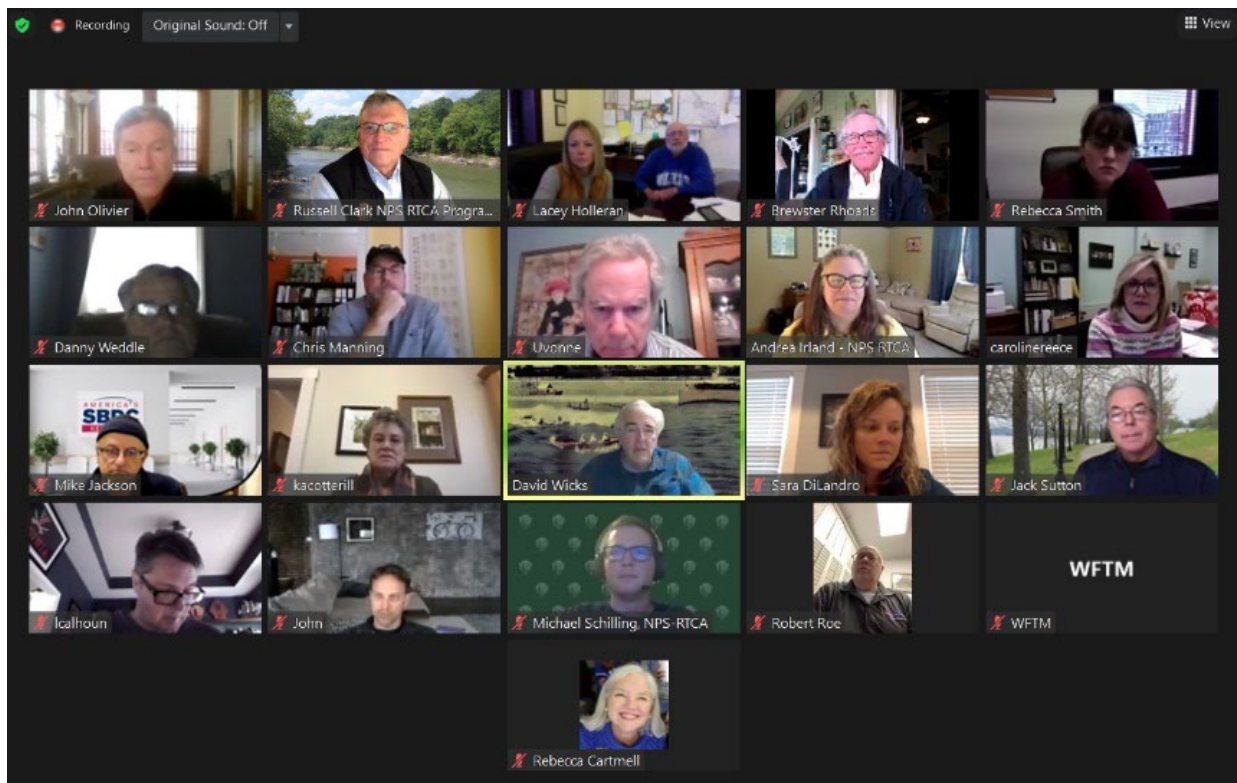 Recording
Original Sound: Off
View
John Olivier
Russell Clark NPS RTCA Progra...
Lacey Holleran
Brewster Rhoads
Rebecca Smith
Danny Weddle
Chris Manning
Uvonne
Andrea Irland - NPS RTCA
carolinereece
AMERICA'S
SBDC
Mike Jackson
kacotterill
David Wicks
Sara DiLandro
Jack Sutton
lcalhoun
John
Michael Schilling, NPS-RTCA
Robert Roe
WFTM
WFTM
Rebecca Cartmell